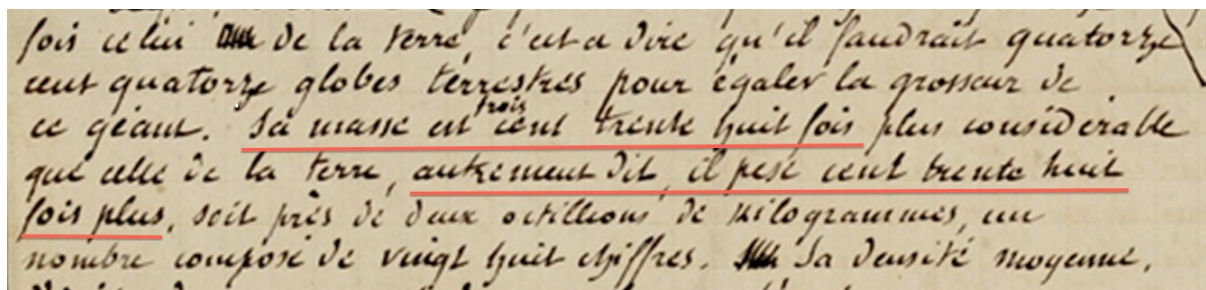 fois celui de la terre, c'est a dire qu'il faudrait quatorze
cent quatorze globes terrestres pour égaler la grosseur de
ce géant. Sa masse est trois cent trente huit fois plus considérable
que celle de la terre, autrement dit, il pèse cent trente huit
fois plus, soit près de deux octillions de kilogrammes, un
nombre composé de vingt huit chiffres. Sa densité moyenne,